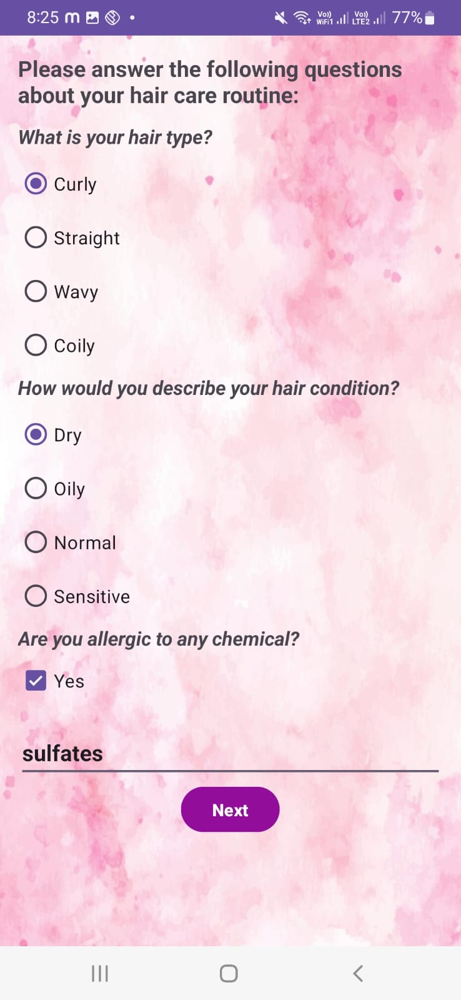 8:25 m
Vo)) WiFi1 Vo)) LTE2 77%
Please answer the following questions
about your hair care routine:
What is your hair type?
Curly
Straight
Wavy
Coily
How would you describe your hair condition?
Dry
Oily
Normal
Sensitive
Are you allergic to any chemical?
Yes
sulfates
Next